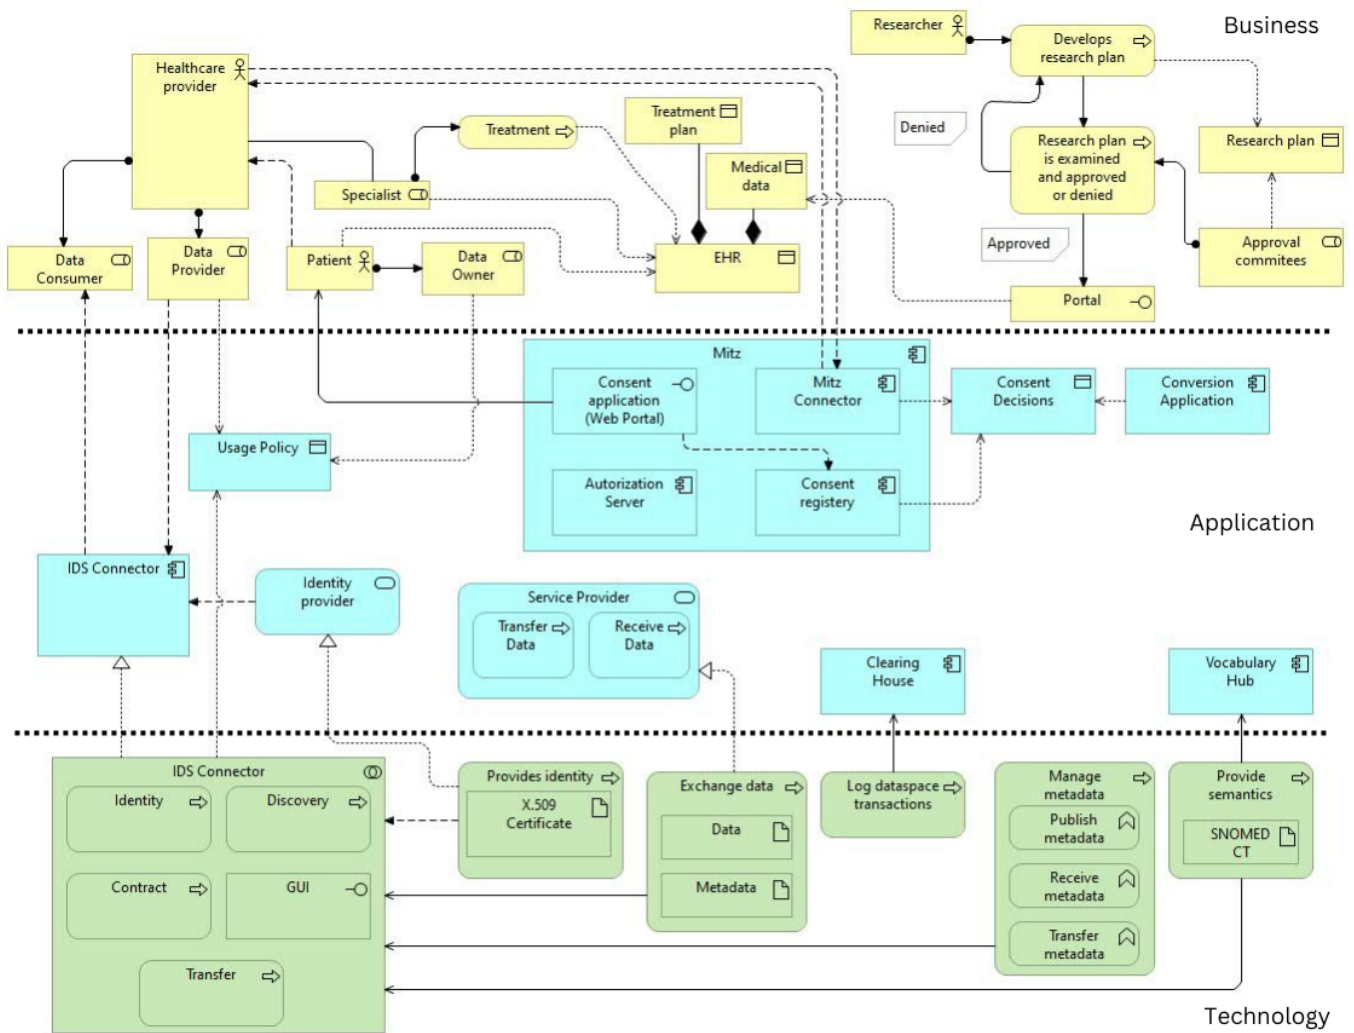 Business
Researcher
Develops
research plan
Healthcare
provider
Treatment
plan
Denied
Treatment
Research plan
is examined
and approved
or denied
Research plan
Medical
data
Specialist
Data
Consumer
Data
Provider
Patient
Data
Owner
EHR
Approved
Approval
commitees
Portal
Mitz
Consent
application
(Web Portal)
Mitz
Connector
Consent
Decisions
Conversion
Application
Usage Policy
Autorization
Server
Consent
registery
Application
IDS Connector
Identity
provider
Service Provider
Transfer
Data
Receive
Data
Clearing
House
Vocabulary
Hub
IDS Connector
Identity
Discovery
Contract
GUI
Transfer
Provides identity
X.509
Certificate
Exchange data
Data
Metadata
Log dataspace
transactions
Manage
metadata
Publish
metadata
Receive
metadata
Transfer
metadata
Provide
semantics
SNOMED
CT
Technology